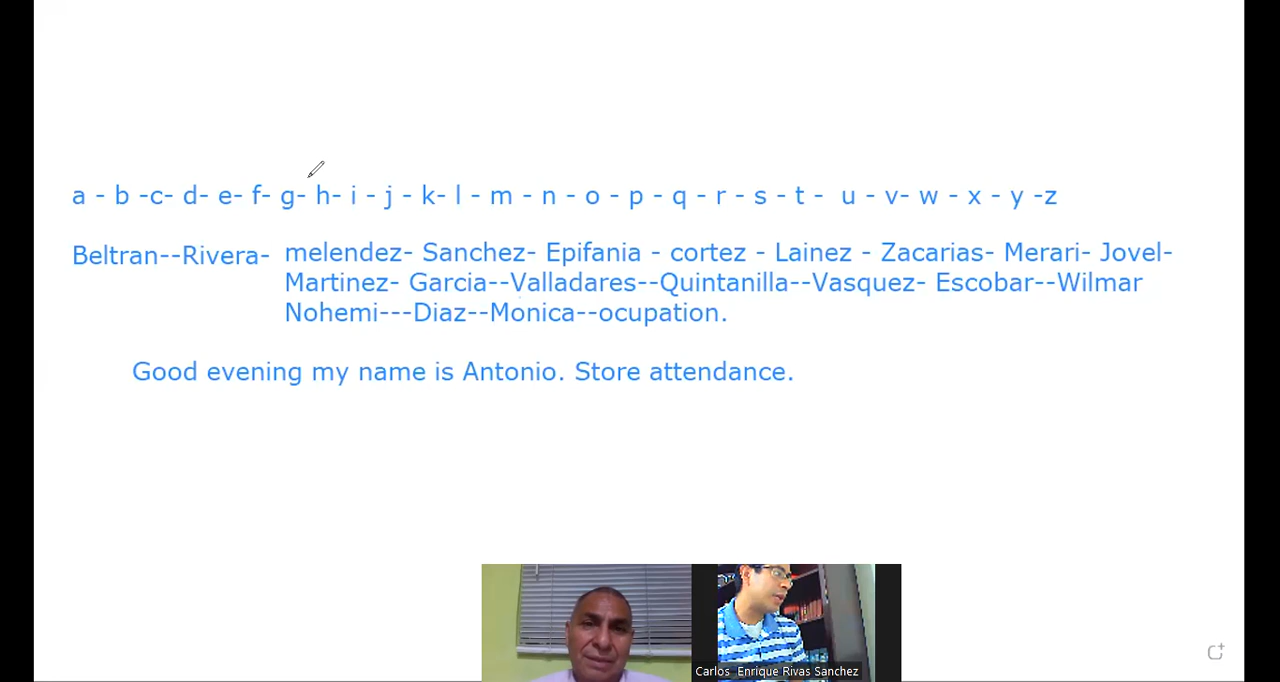 a - b -c- d- e- f- g- h- i - j - k- l - m - n - o - p - q - r - s - t - u - v- w - x - y -z
Beltran--Rivera- melendez- Sanchez- Epifania - cortez - Lainez - Zacarias- Merari- Jovel-
Martinez- Garcia--Valladares--Quintanilla--Vasquez- Escobar--Wilmar
Nohemi---Diaz--Monica--ocupation.
Good evening my name is Antonio. Store attendance.
Carlos Enrique Rivas Sanchez